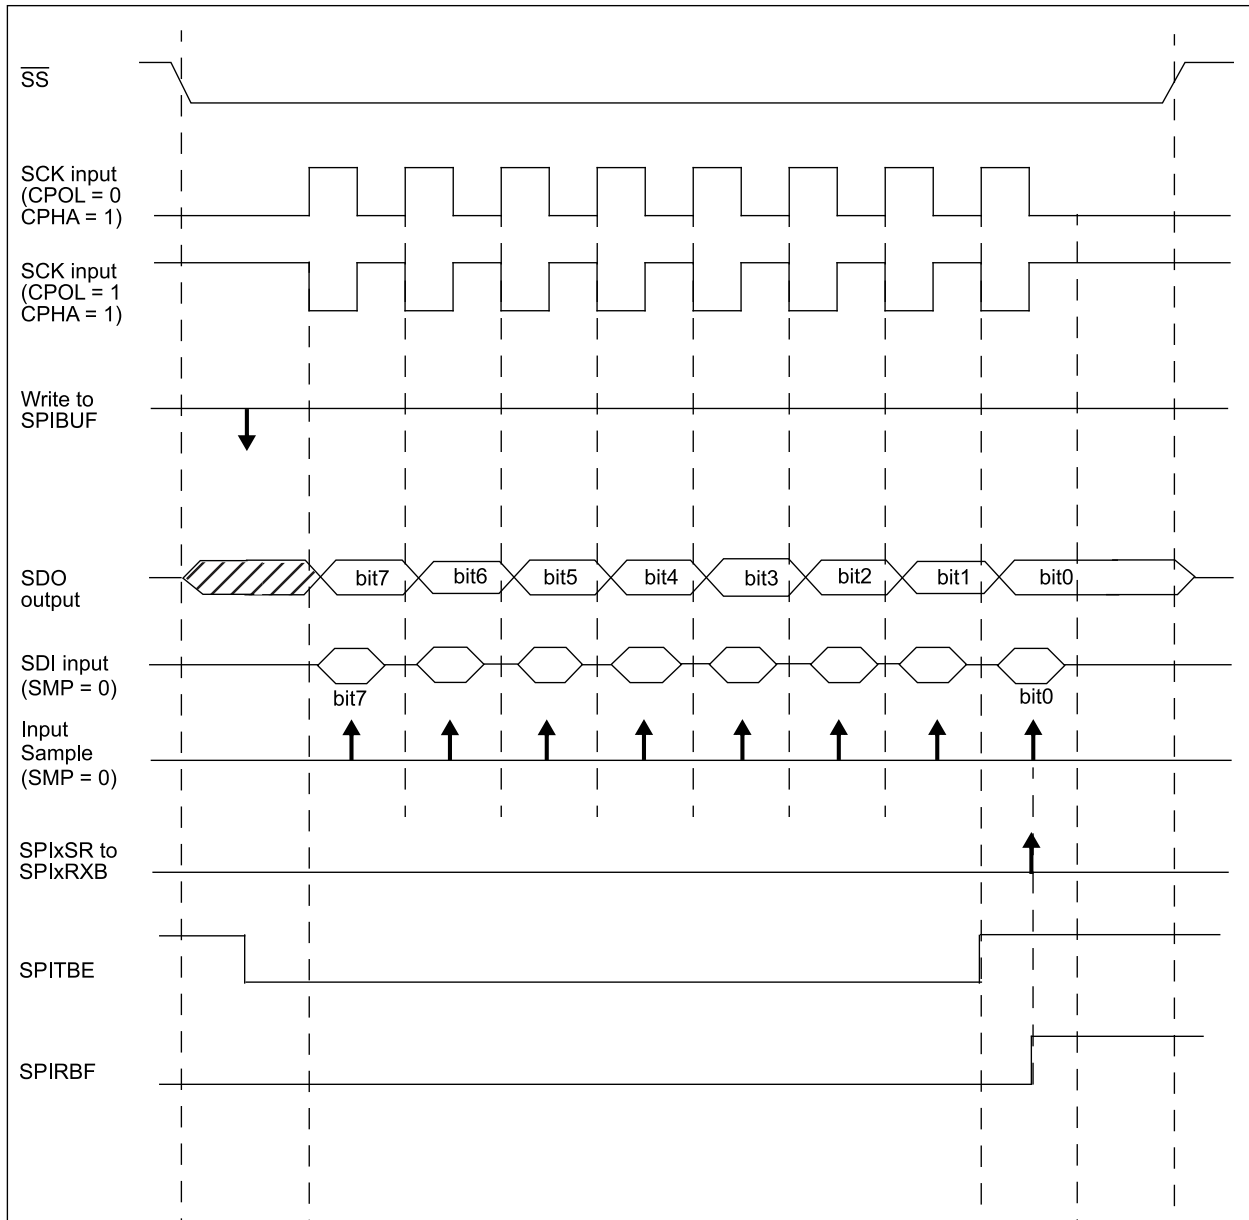 SS
SCK input
(CPOL = 0
CPHA = 1)
SCK input
(CPOL = 1
CPHA = 1)
Write to
SPIBUF
SDO
output
bit7 bit6 bit5 bit4 bit3 bit2 bit1 bit0
SDI input
(SMP = 0)
bit7 bit0
Input
Sample
(SMP = 0)
SPIxSR to
SPIxRXB
SPITBE
SPIRBF